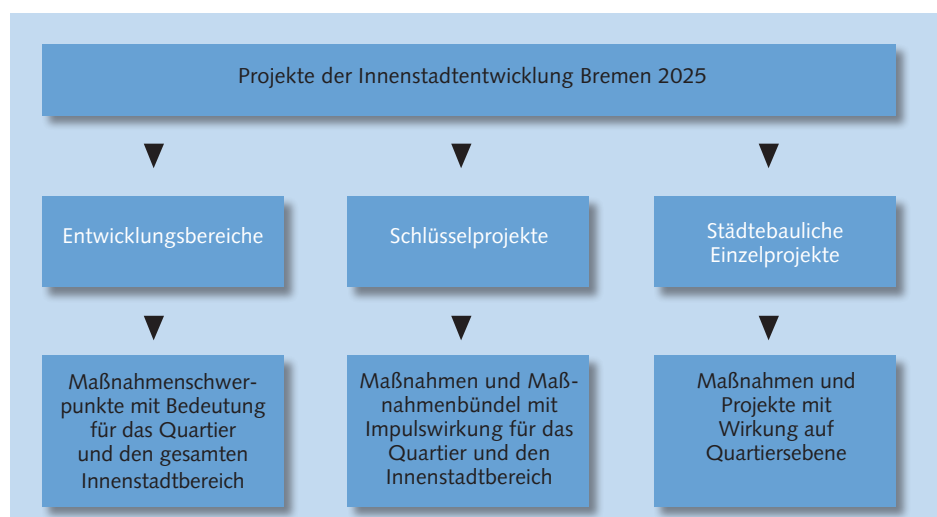 Projekte der Innenstadtentwicklung Bremen 2025
Entwicklungsbereiche
Schlüsselprojekte
Städtebauliche
Einzelprojekte
Maßnahmenschwer-
punkte mit Bedeutung
für das Quartier
und den gesamten
Innenstadtbereich
Maßnahmen und Maß-
nahmenbündel mit
Impulswirkung für das
Quartier und den
Innenstadtbereich
Maßnahmen und
Projekte mit
Wirkung auf
Quartiersebene